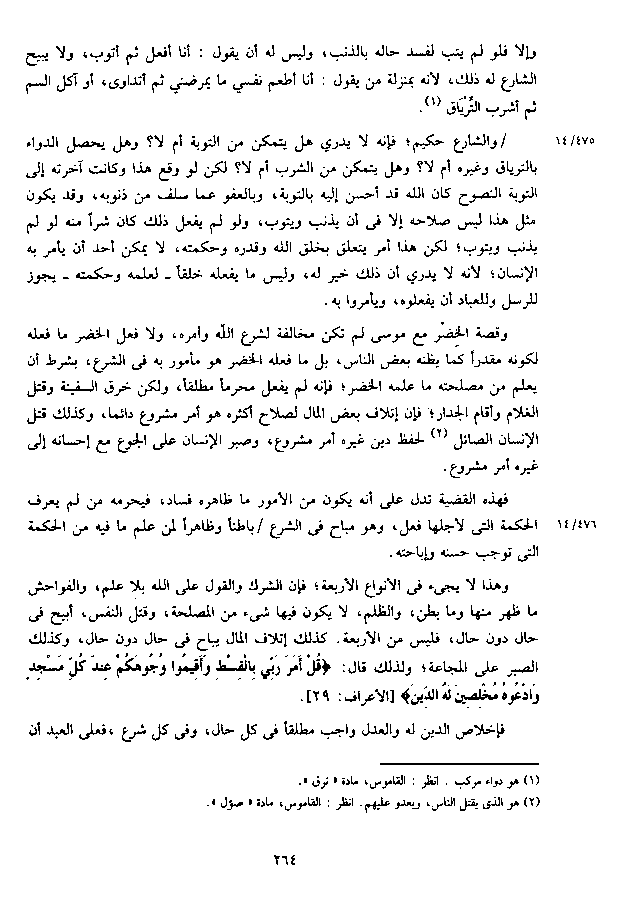 وإلا فلو لم يتب لفسد حاله بالذنب، وليس له أن يقول : أنا أفعل ثم أتوب، ولا يبيح
الشارع له ذلك، لأنه بمنزلة من يقول : أنا أطعم نفسي ما يمرضني ثم أتداوى، أو آكل السم
ثم أشرب التِّرْيَاق (١).
١٤/٤٧٥ / والشارع حكيم؛ فإنه لا يدري هل يتمكن من التوبة أم لا؟ وهل يحصل الدواء
بالترياق وغيره أم لا؟ وهل يتمكن من الشرب أم لا؟ لكن لو وقع هذا وكانت آخرته إلى
التوبة النصوح كان الله قد أحسن إليه بالتوبة، وبالعفو عما سلف من ذنوبه، وقد يكون
مثل هذا ليس صلاحه إلا فى أن يذنب ويتوب، ولو لم يفعل ذلك كان شراً منه لو لم
يذنب ويتوب؛ لكن هذا أمر يتعلق بخلق الله وقدره وحكمته، لا يمكن أحد أن يأمر به
الإنسان؛ لأنه لا يدري أن ذلك خير له، وليس ما يفعله خلقاً ـ لعلمه وحكمته ـ يجوز
للرسل وللعباد أن يفعلوه، ويأمروا به .
وقصة الخِضْر مع موسى لم تكن مخالفة لشرع الله وأمره، ولا فعل الخضر ما فعله
لكونه مقدراً كما يظنه بعض الناس، بل ما فعله الخضر هو مأمور به فى الشرع، بشرط أن
يعلم من مصلحته ما علمه الخضر؛ فإنه لم يفعل محرماً مطلقاً، ولكن خرق السفينة وقتل
الغلام وأقام الجدار؛ فإن إتلاف بعض المال لصلاح أكثره هو أمر مشروع دائما، وكذلك قتل
الإنسان الصائل (٢) لحفظ دين غيره أمر مشروع، وصبر الإنسان على الجوع مع إحسانه إلى
غيره أمر مشروع.
فهذه القضية تدل على أنه يكون من الأمور ما ظاهره فساد، فيحرمه من لم يعرف
١٤/٤٧٦ الحكمة التى لأجلها فعل، وهو مباح فى الشرع / باطناً وظاهراً لمن علم ما فيه من الحكمة
التى توجب حسنه وإباحته.
وهذا لا يجىء فى الأنواع الأربعة؛ فإن الشرك والقول على الله بلا علم، والفواحش
ما ظهر منها وما بطن، والظلم، لا يكون فيها شىء من المصلحة، وقتل النفس، أبيح فى
حال دون حال، فليس من الأربعة. كذلك إتلاف المال يباح فى حال دون حال، وكذلك
الصبر على المجاعة؛ ولذلك قال: ﴿قُلْ أَمَرَ رَبِّي بِالْقِسْطِ وَأَقِيمُوا وُجُوهَكُمْ عِندَ كُلِّ مَسْجِدٍ
وَادْعُوهُ مُخْلِصِينَ لَهُ الدِّينَ﴾ [الأعراف: ٢٩].
فإخلاص الدين له والعدل واجب مطلقاً فى كل حال، وفى كل شرع ،فعلى العبد أن
(١) هو دواء مركب . انظر : القاموس، مادة « ترق ».
(٢) هو الذى يقتل الناس، ويعدو عليهم. انظر : القاموس، مادة « صؤل ».
٢٦٤